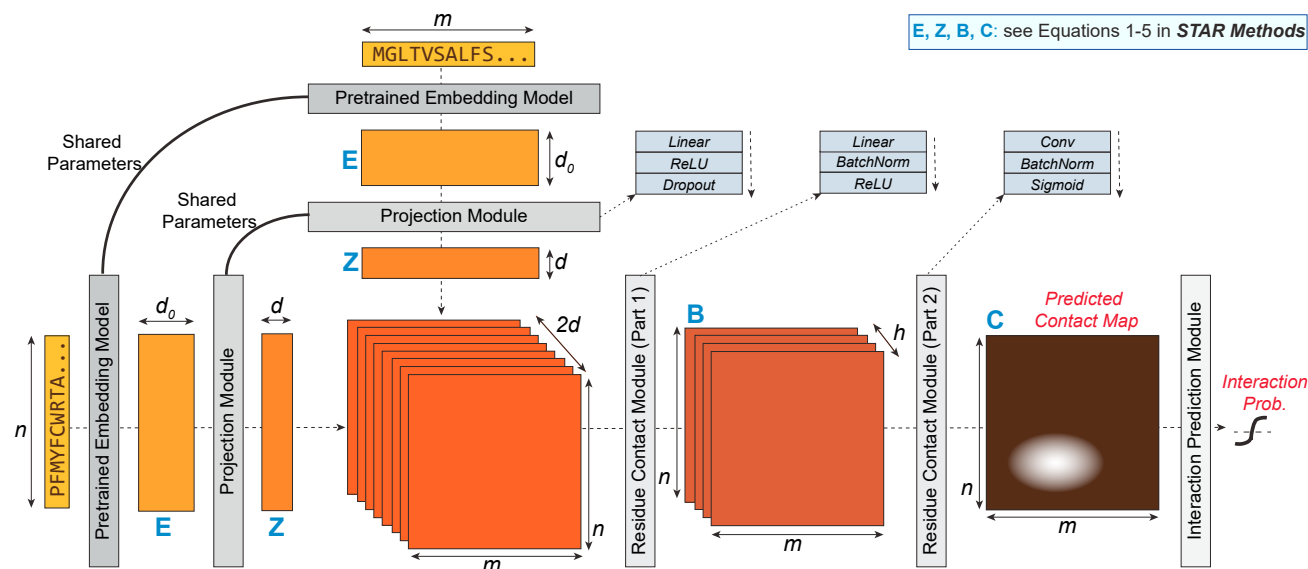 m
E, Z, B, C: see Equations 1-5 in STAR Methods
MGLTVSALFS...
Pretrained Embedding Model
Shared
Parameters
E
d0
Linear
ReLU
Dropout
Linear
BatchNorm
ReLU
Conv
BatchNorm
Sigmoid
Shared
Parameters
Projection Module
Z
d
n
PFMYFCWRTA...
Pretrained Embedding Model
d0
E
Projection Module
d
Z
2d
n
m
Residue Contact Module (Part 1)
B
h
n
m
Residue Contact Module (Part 2)
C
Predicted
Contact Map
n
m
Interaction Prediction Module
Interaction
Prob.